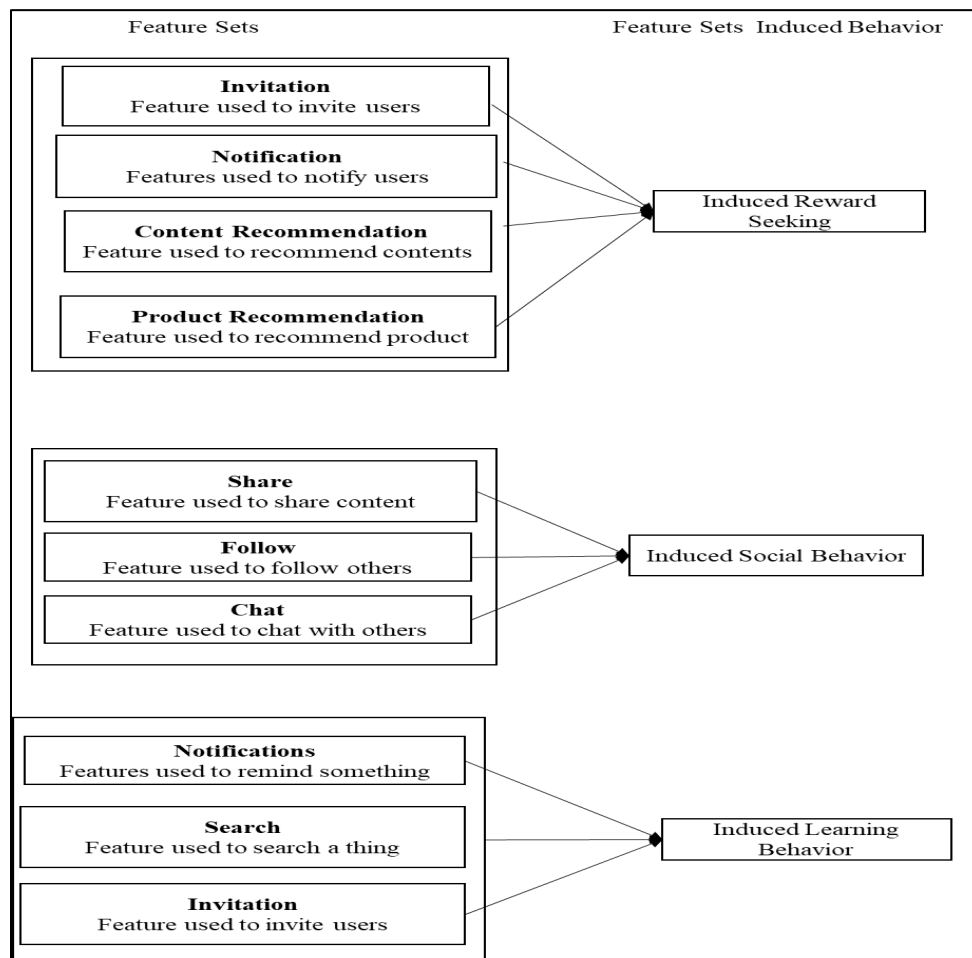 Feature Sets
Feature Sets Induced Behavior
Invitation
Feature used to invite users
Notification
Features used to notify users
Content Recommendation
Feature used to recommend contents
Product Recommendation
Feature used to recommend product
Induced Reward
Seeking
Share
Feature used to share content
Follow
Feature used to follow others
Chat
Feature used to chat with others
Induced Social Behavior
Notifications
Features used to remind something
Search
Feature used to search a thing
Invitation
Feature used to invite users
Induced Learning
Behavior